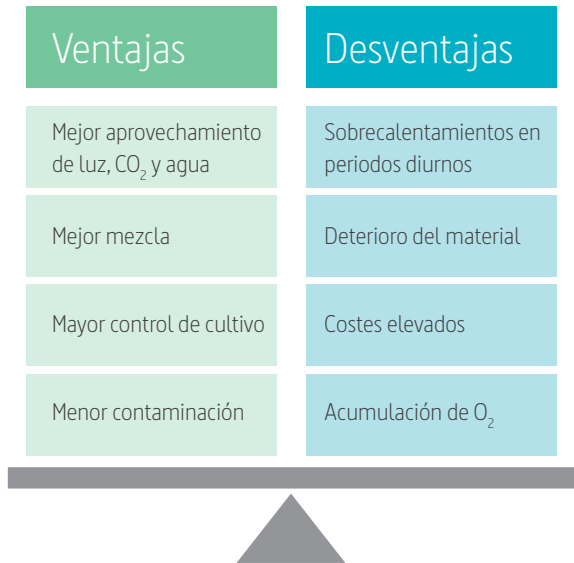 Ventajas
Desventajas
Mejor aprovechamiento
de luz, CO₂ y agua
Sobrecalentamientos en
periodos diurnos
Mejor mezcla
Deterioro del material
Mayor control de cultivo
Costes elevados
Menor contaminación
Acumulación de O₂